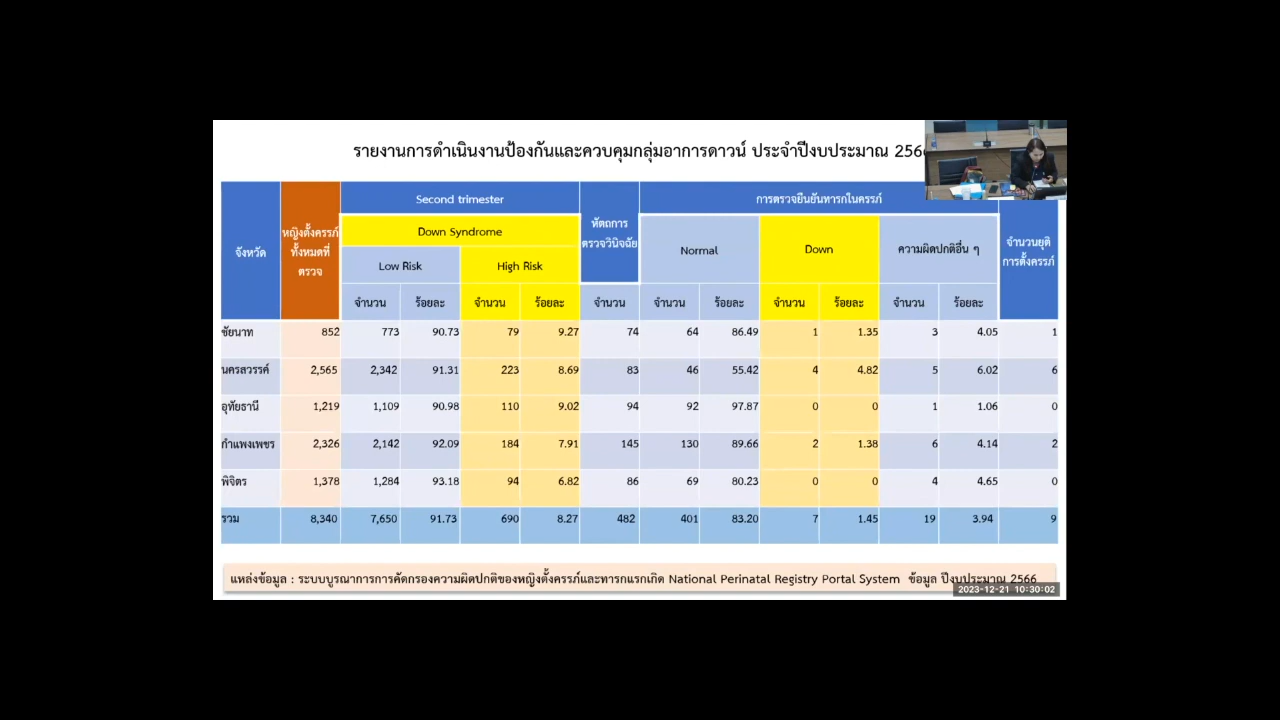 รายงานการดำเนินงานป้องกันและควบคุมกลุ่มอาการดาวน์ ประจำปีงบประมาณ
จังหวัด หญิงตั้งครรภ์ทั้งหมดที่ตรวจ Second trimester หัตถการตรวจวินิจฉัย การตรวจยืนยันทารกในครรภ์ จำนวนยุติการตั้งครรภ์
Down Syndrome Normal Down ความผิดปกติอื่น ๆ
Low Risk High Risk
จำนวน ร้อยละ จำนวน ร้อยละ จำนวน จำนวน ร้อยละ จำนวน ร้อยละ จำนวน ร้อยละ
ชัยนาท 852 773 90.73 79 9.27 74 64 86.49 1 1.35 3 4.05 1
นครสวรรค์ 2,565 2,342 91.31 223 8.69 83 46 55.42 4 4.82 5 6.02 6
อุทัยธานี 1,219 1,109 90.98 110 9.02 94 92 97.87 0 0 1 1.06 0
กำแพงเพชร 2,326 2,142 92.09 184 7.91 145 130 89.66 2 1.38 6 4.14 2
พิจิตร 1,378 1,284 93.18 94 6.82 86 69 80.23 0 0 4 4.65 0
รวม 8,340 7,650 91.73 690 8.27 482 401 83.20 7 1.45 19 3.94 9
แหล่งข้อมูล : ระบบบูรณาการการคัดกรองความผิดปกติของหญิงตั้งครรภ์และทารกแรกเกิด National Perinatal Registry Portal System ข้อมูล ปีงบประมาณ 2566
2023-12-21 10:30:02